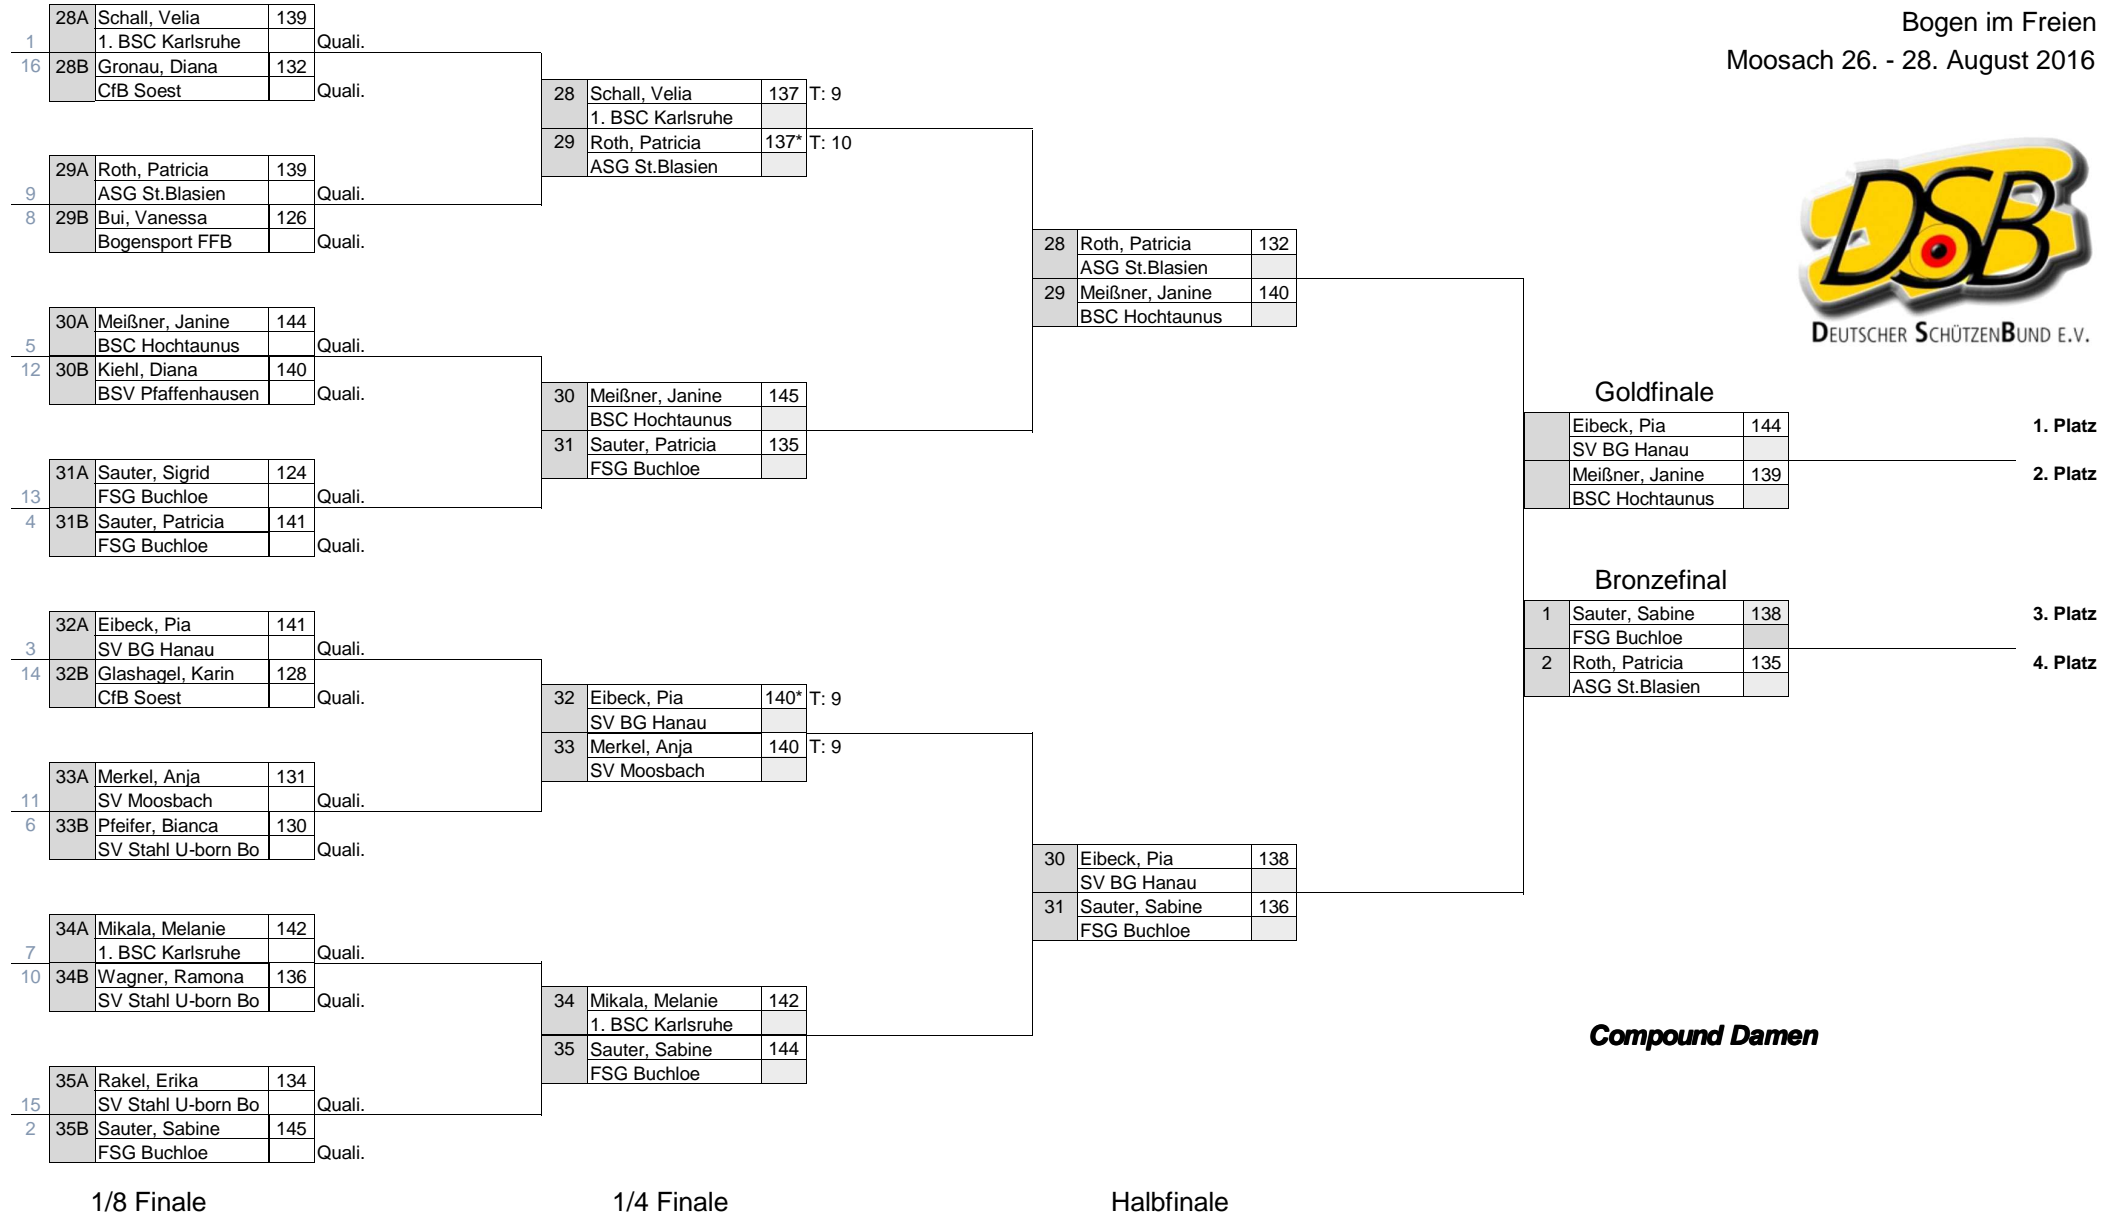 Bogen im Freien
Moosach 26. - 28. August 2016
DSB
DEUTSCHER SCHÜTZENBUND E.V.
28A Schall, Velia 139
1 1. BSC Karlsruhe Quali.
16 28B Gronau, Diana 132
CfB Soest Quali.
29A Roth, Patricia 139
9 ASG St.Blasien Quali.
8 29B Bui, Vanessa 126
Bogensport FFB Quali.
30A Meißner, Janine 144
5 BSC Hochtaunus Quali.
12 30B Kiehl, Diana 140
BSV Pfaffenhausen Quali.
31A Sauter, Sigrid 124
13 FSG Buchloe Quali.
4 31B Sauter, Patricia 141
FSG Buchloe Quali.
32A Eibeck, Pia 141
3 SV BG Hanau Quali.
14 32B Glashagel, Karin 128
CfB Soest Quali.
33A Merkel, Anja 131
11 SV Moosbach Quali.
6 33B Pfeifer, Bianca 130
SV Stahl U-born Bo Quali.
34A Mikala, Melanie 142
7 1. BSC Karlsruhe Quali.
10 34B Wagner, Ramona 136
SV Stahl U-born Bo Quali.
35A Rakel, Erika 134
15 SV Stahl U-born Bo Quali.
2 35B Sauter, Sabine 145
FSG Buchloe Quali.
1/8 Finale
28 Schall, Velia 137 T: 9
1. BSC Karlsruhe
29 Roth, Patricia 137* T: 10
ASG St.Blasien
30 Meißner, Janine 145
BSC Hochtaunus
31 Sauter, Patricia 135
FSG Buchloe
32 Eibeck, Pia 140* T: 9
SV BG Hanau
33 Merkel, Anja 140 T: 9
SV Moosbach
34 Mikala, Melanie 142
1. BSC Karlsruhe
35 Sauter, Sabine 144
FSG Buchloe
1/4 Finale
28 Roth, Patricia 132
ASG St.Blasien
29 Meißner, Janine 140
BSC Hochtaunus
30 Eibeck, Pia 138
SV BG Hanau
31 Sauter, Sabine 136
FSG Buchloe
Halbfinale
Goldfinale
Eibeck, Pia 144 1. Platz
SV BG Hanau
Meißner, Janine 139 2. Platz
BSC Hochtaunus
Bronzefinal
1 Sauter, Sabine 138 3. Platz
FSG Buchloe
2 Roth, Patricia 135 4. Platz
ASG St.Blasien
Compound Damen